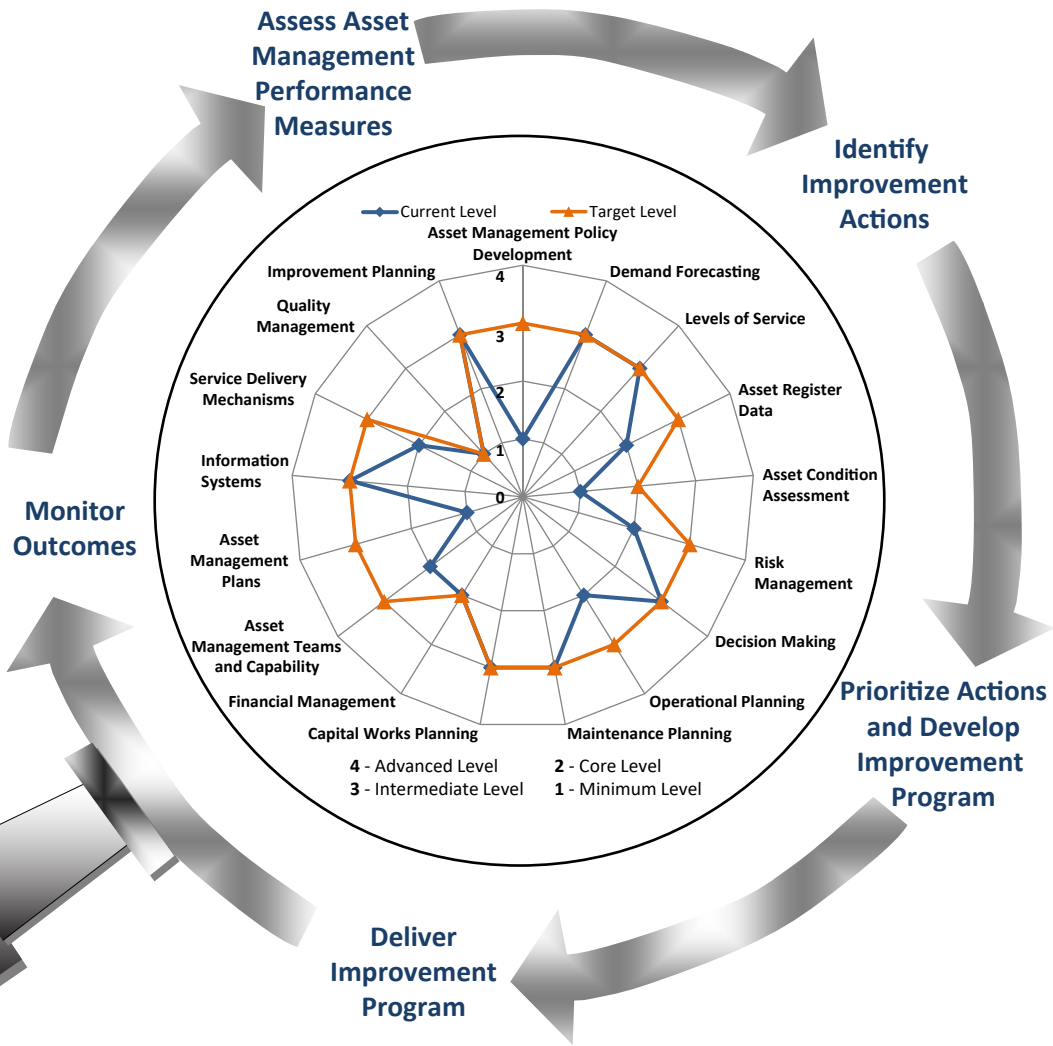 Assess Asset
Management
Performance
Measures
Identify
Improvement
Actions
Prioritize Actions
and Develop
Improvement
Program
Deliver
Improvement
Program
Monitor
Outcomes
Current Level
Target Level
Asset Management Policy
Development
Demand Forecasting
Levels of Service
Asset Register
Data
Asset Condition
Assessment
Risk
Management
Decision Making
Operational Planning
Maintenance Planning
Capital Works Planning
Financial Management
Asset
Management Teams
and Capability
Asset
Management
Plans
Information
Systems
Service Delivery
Mechanisms
Quality
Management
Improvement Planning
4
3
2
1
0
4 - Advanced Level
2 - Core Level
3 - Intermediate Level
1 - Minimum Level